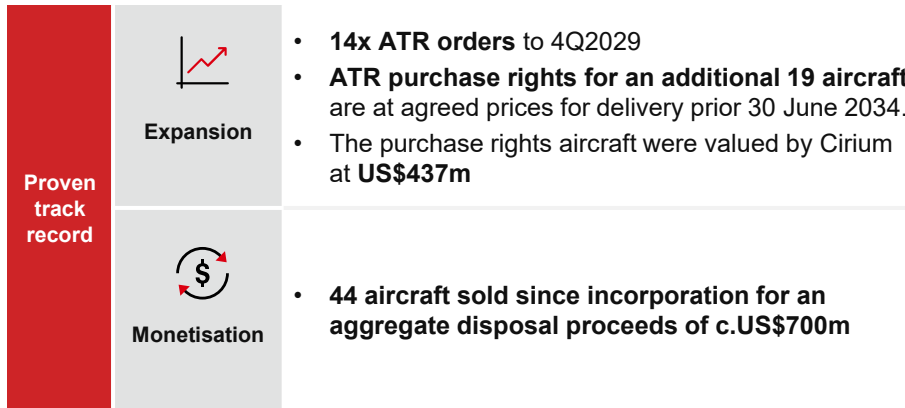 Proven
track
record
Expansion
• 14x ATR orders to 4Q2029
• ATR purchase rights for an additional 19 aircraft
are at agreed prices for delivery prior 30 June 2034.
• The purchase rights aircraft were valued by Cirium
at US$437m
$
Monetisation
• 44 aircraft sold since incorporation for an
aggregate disposal proceeds of c.US$700m